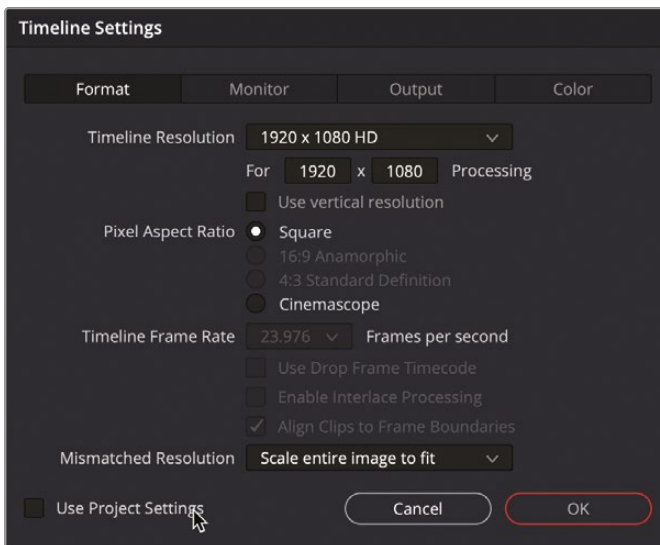 Timeline Settings
Format Monitor Output Color
Timeline Resolution 1920 x 1080 HD
For 1920 x 1080 Processing
Use vertical resolution
Pixel Aspect Ratio Square
16:9 Anamorphic
4:3 Standard Definition
Cinemascope
Timeline Frame Rate 23.976 Frames per second
Use Drop Frame Timecode
Enable Interlace Processing
Align Clips to Frame Boundaries
Mismatched Resolution Scale entire image to fit
Use Project Settings Cancel OK